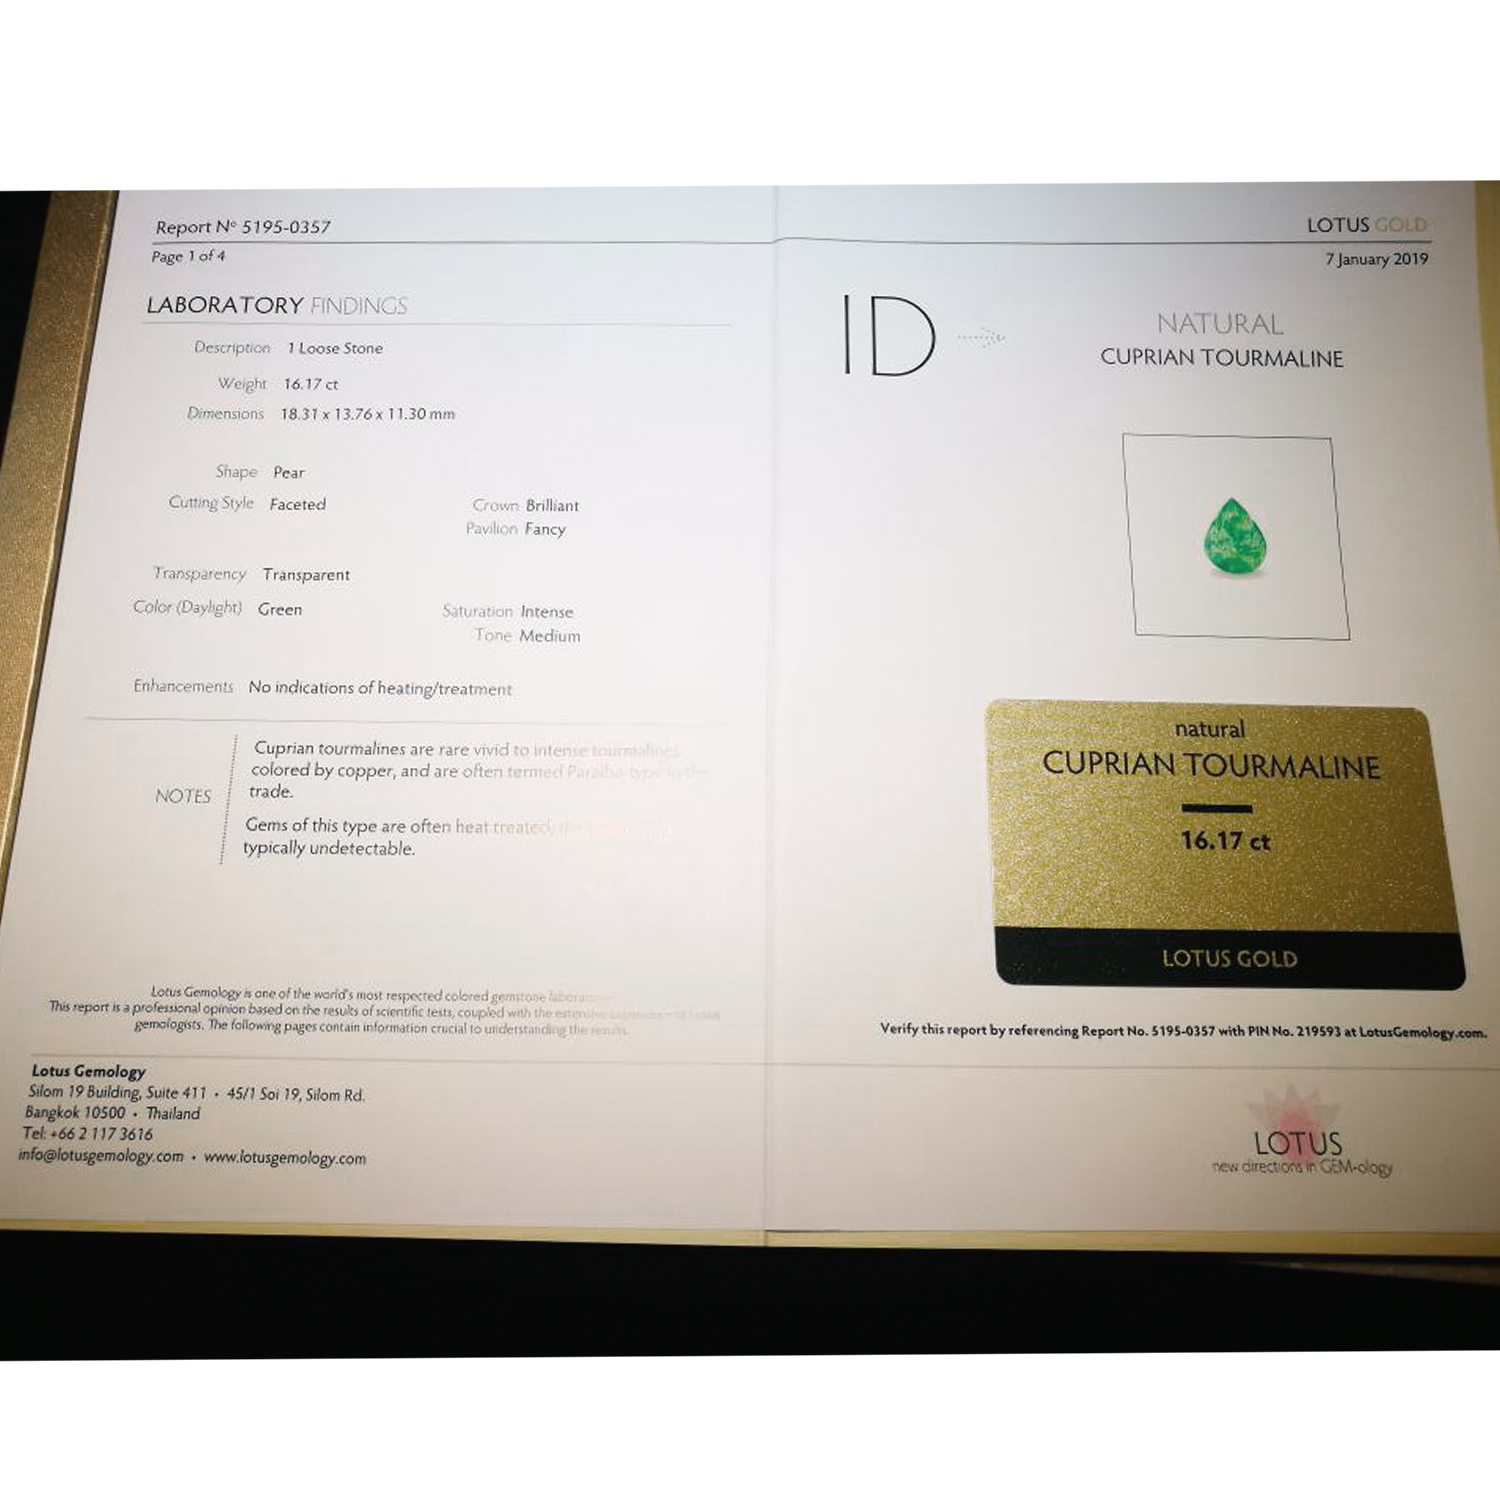 Report Nº 5195-0357
Page 1 of 4
LABORATORY FINDINGS
Description 1 Loose Stone
Weight 16.17 ct
Dimensions 18.31 x 13.76 x 11.30 mm
Shape Pear
Cutting Style Faceted
Crown Brilliant
Pavilion Fancy
Transparency Transparent
Color (Daylight) Green
Saturation Intense
Tone Medium
Enhancements No indications of heating/treatment
NOTES
Cuprian tourmalines are rare vivid to intense tourmalines
colored by copper, and are often termed Paraíba-type in the
trade.
Gems of this type are often heat treated;
typically undetectable.
Lotus Gemology is one of the world's most respected colored gemstone
This report is a professional opinion based on the results of scientific tests, coupled with the extensive
gemologists. The following pages contain information crucial to understanding the results.
Lotus Gemology
Silom 19 Building, Suite 411 • 45/1 Soi 19, Silom Rd.
Bangkok 10500 • Thailand
Tel: +66 2 117 3616
info@lotusgemology.com • www.lotusgemology.com
LOTUS GOLD
7 January 2019
ID
NATURAL
CUPRIAN TOURMALINE
natural
CUPRIAN TOURMALINE
16.17 ct
LOTUS GOLD
Verify this report by referencing Report No. 5195-0357 with PIN No. 219593 at LotusGemology.com.
LOTUS
new directions in GEM-ology